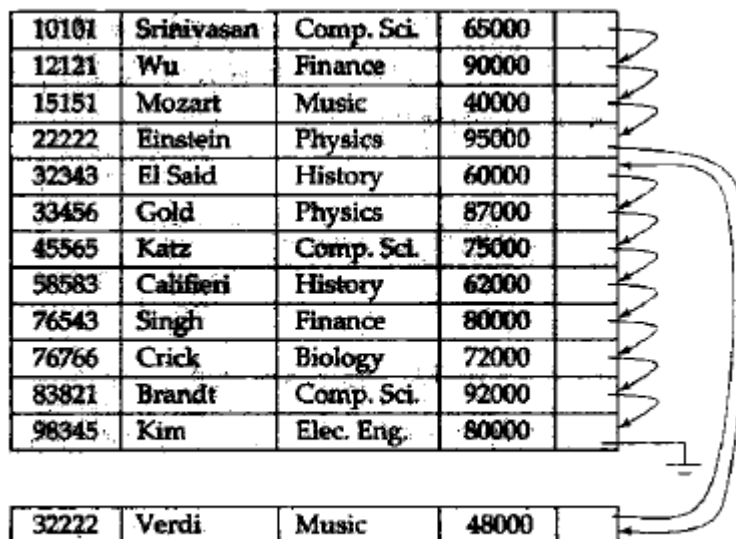 10101 Srinivasan Comp. Sci. 65000
12121 Wu Finance 90000
15151 Mozart Music 40000
22222 Einstein Physics 95000
32343 El Said History 60000
33456 Gold Physics 87000
45565 Katz Comp. Sci. 75000
58583 Califieri History 62000
76543 Singh Finance 80000
76766 Crick Biology 72000
83821 Brandt Comp. Sci. 92000
98345 Kim Elec. Eng. 80000
32222 Verdi Music 48000